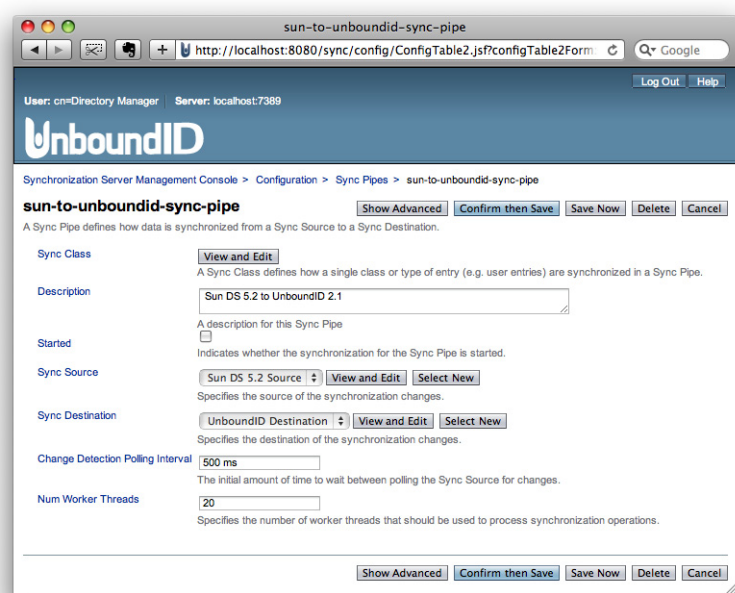 sun-to-unboundid-sync-pipe
http://localhost:8080/sync/config/ConfigTable2.jsf?configTable2Form: Google
Log Out Help
User: cn=Directory Manager Server: localhost:7389
UnboundID
Synchronization Server Management Console > Configuration > Sync Pipes > sun-to-unboundid-sync-pipe
sun-to-unboundid-sync-pipe Show Advanced Confirm then Save Save Now Delete Cancel
A Sync Pipe defines how data is synchronized from a Sync Source to a Sync Destination.
Sync Class View and Edit
A Sync Class defines how a single class or type of entry (e.g. user entries) are synchronized in a Sync Pipe.
Description Sun DS 5.2 to UnboundID 2.1
A description for this Sync Pipe
Started
Indicates whether the synchronization for the Sync Pipe is started.
Sync Source Sun DS 5.2 Source View and Edit Select New
Specifies the source of the synchronization changes.
Sync Destination UnboundID Destination View and Edit Select New
Specifies the destination of the synchronization changes.
Change Detection Polling Interval 500 ms
The initial amount of time to wait between polling the Sync Source for changes.
Num Worker Threads 20
Specifies the number of worker threads that should be used to process synchronization operations.
Show Advanced Confirm then Save Save Now Delete Cancel